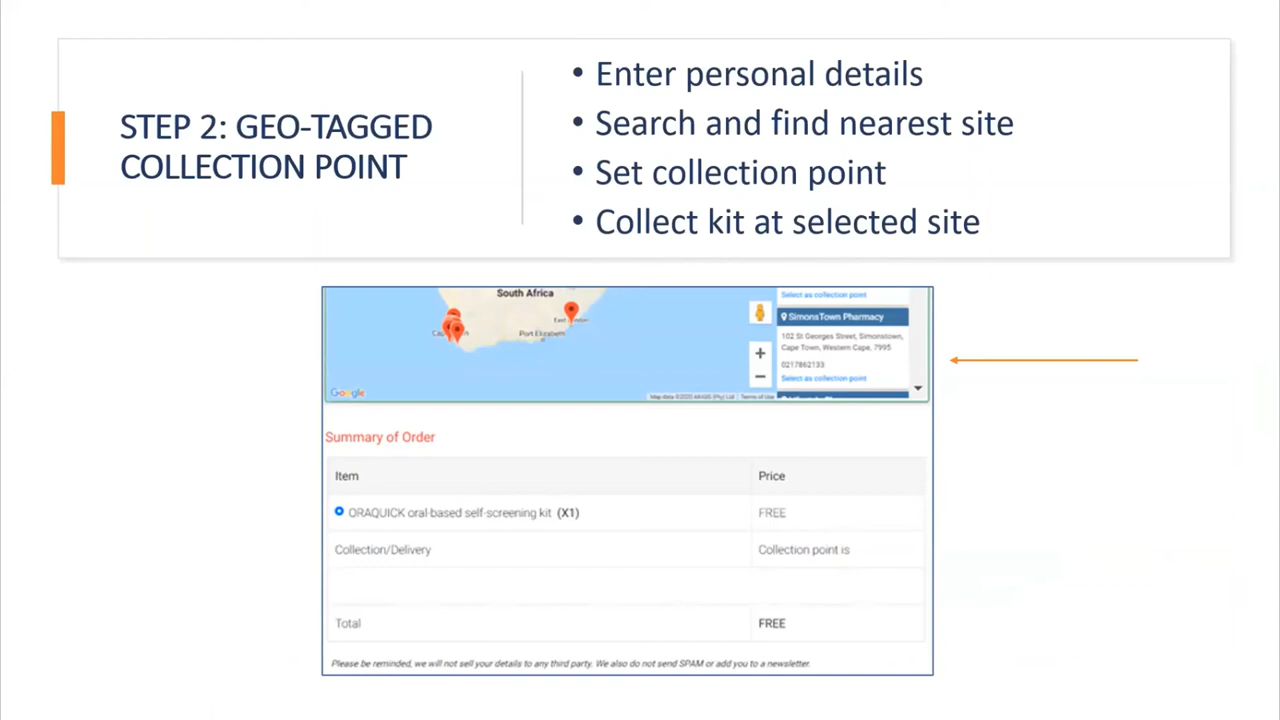 STEP 2: GEO-TAGGED
COLLECTION POINT
• Enter personal details
• Search and find nearest site
• Set collection point
• Collect kit at selected site
South Africa
Port Elizabeth
Google
Select as collection point
SimonsTown Pharmacy
102 St Georges Street, Simonstown,
Cape Town, Western Cape, 7995
0217862133
Select as collection point
Terms of Use
Summary of Order
Item Price
ORAQUICK oral-based self-screening kit (X1) FREE
Collection/Delivery Collection point is
Total FREE
Please be reminded, we will not sell your details to any third party. We also do not send SPAM or add you to a newsletter.